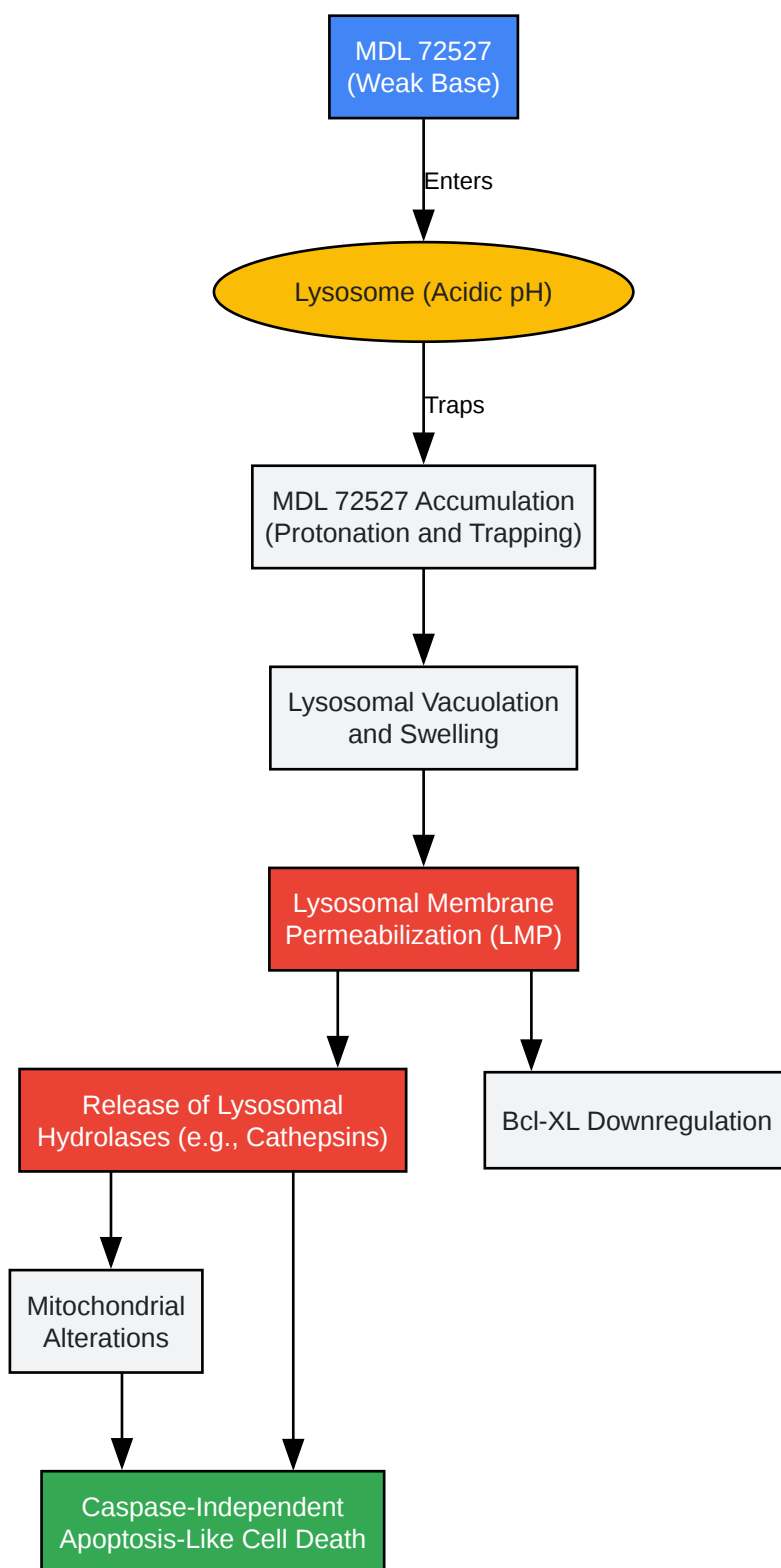 MDL 72527
(Weak Base)
Enters
Lysosome (Acidic pH)
Traps
MDL 72527 Accumulation
(Protonation and Trapping)
Lysosomal Vacuolation
and Swelling
Lysosomal Membrane
Permeabilization (LMP)
Release of Lysosomal
Hydrolases (e.g., Cathepsins)
Bcl-XL Downregulation
Mitochondrial
Alterations
Caspase-Independent
Apoptosis-Like Cell Death